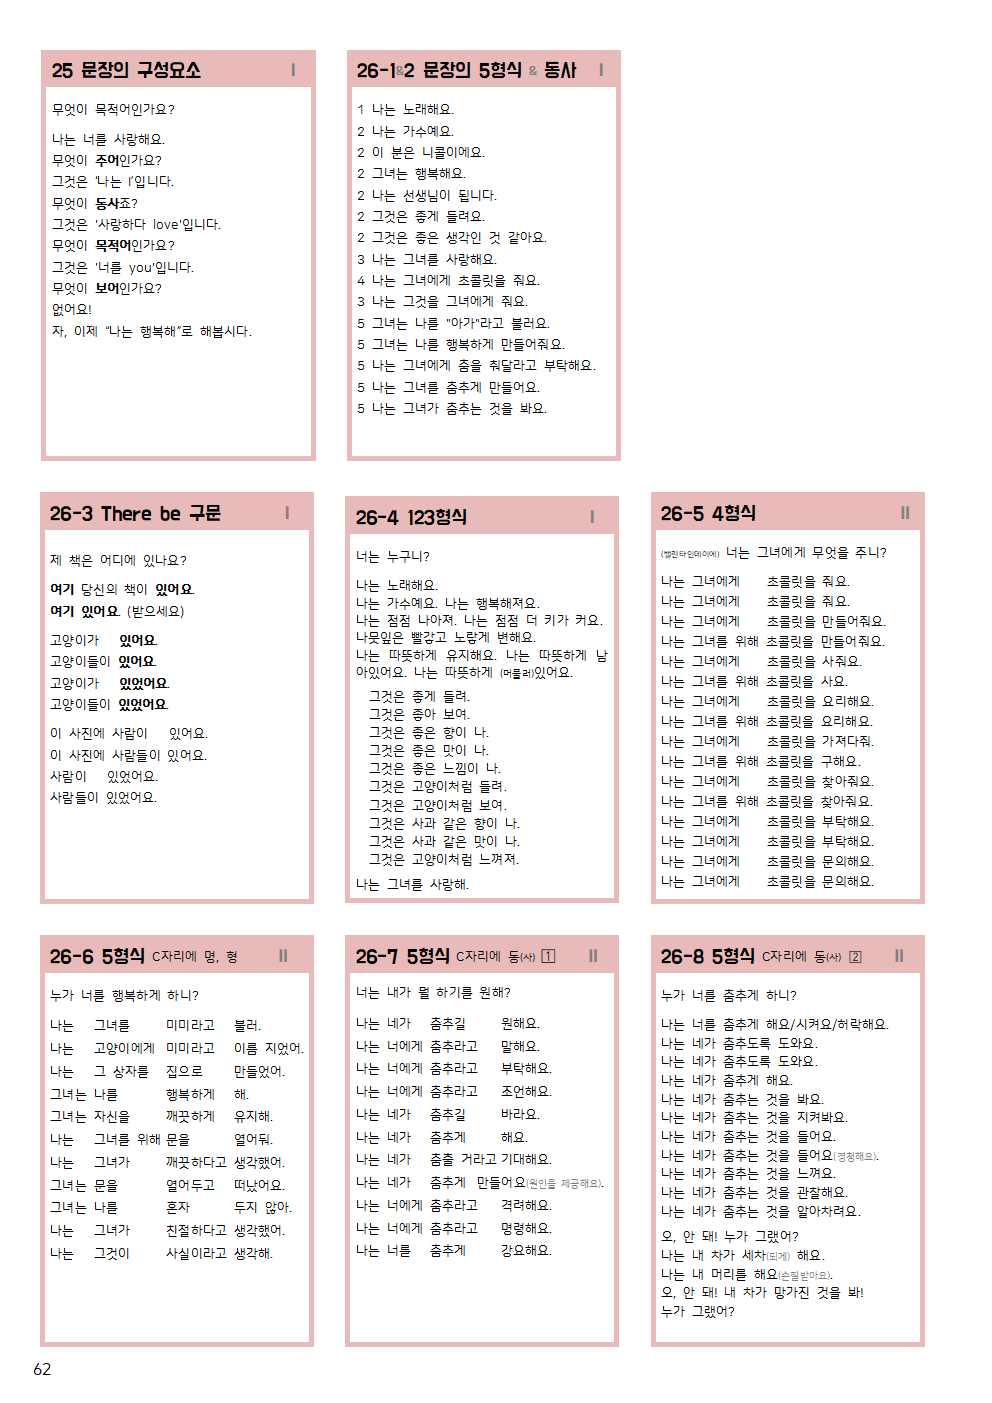 25 문장의 구성요소 I
무엇이 목적어인가요?
나는 너를 사랑해요.
무엇이 주어인가요?
그것은 ‘나는 I’입니다.
무엇이 동사죠?
그것은 '사랑하다 love'입니다.
무엇이 목적어인가요?
그것은 '너를 you'입니다.
무엇이 보어인가요?
없어요!
자, 이제 “나는 행복해”로 해봅시다.
26-1&2 문장의 5형식 & 동사 I
1 나는 노래해요.
2 나는 가수예요.
2 이 분은 니콜이에요.
2 그녀는 행복해요.
2 나는 선생님이 됩니다.
2 그것은 좋게 들려요.
2 그것은 좋은 생각인 것 같아요.
3 나는 그녀를 사랑해요.
4 나는 그녀에게 초콜릿을 줘요.
3 나는 그것을 그녀에게 줘요.
5 그녀는 나를 "아가"라고 불러요.
5 그녀는 나를 행복하게 만들어줘요.
5 나는 그녀에게 춤을 춰달라고 부탁해요.
5 나는 그녀를 춤추게 만들어요.
5 나는 그녀가 춤추는 것을 봐요.
26-3 There be 구문 I
제 책은 어디에 있나요?
여기 당신의 책이 있어요.
여기 있어요. (받으세요)
고양이가 있어요.
고양이들이 있어요.
고양이가 있었어요.
고양이들이 있었어요.
이 사진에 사람이 있어요.
이 사진에 사람들이 있어요.
사람이 있었어요.
사람들이 있었어요.
26-4 123형식 I
너는 누구니?
나는 노래해요.
나는 가수예요. 나는 행복해져요.
나는 점점 나아져. 나는 점점 더 키가 커요.
나뭇잎은 빨갛고 노랗게 변해요.
나는 따뜻하게 유지해요. 나는 따뜻하게 남
아있어요. 나는 따뜻하게 (머물러)있어요.
그것은 좋게 들려.
그것은 좋아 보여.
그것은 좋은 향이 나.
그것은 좋은 맛이 나.
그것은 좋은 느낌이 나.
그것은 고양이처럼 들려.
그것은 고양이처럼 보여.
그것은 사과 같은 향이 나.
그것은 사과 같은 맛이 나.
그것은 고양이처럼 느껴져.
나는 그녀를 사랑해.
26-5 4형식 II
(밸런타인데이에) 너는 그녀에게 무엇을 주니?
나는 그녀에게 초콜릿을 줘요.
나는 그녀에게 초콜릿을 줘요.
나는 그녀에게 초콜릿을 만들어줘요.
나는 그녀를 위해 초콜릿을 만들어줘요.
나는 그녀에게 초콜릿을 사줘요.
나는 그녀를 위해 초콜릿을 사요.
나는 그녀에게 초콜릿을 요리해요.
나는 그녀를 위해 초콜릿을 요리해요.
나는 그녀에게 초콜릿을 가져다줘.
나는 그녀를 위해 초콜릿을 구해요.
나는 그녀에게 초콜릿을 찾아줘요.
나는 그녀를 위해 초콜릿을 찾아줘요.
나는 그녀에게 초콜릿을 부탁해요.
나는 그녀에게 초콜릿을 부탁해요.
나는 그녀에게 초콜릿을 문의해요.
나는 그녀에게 초콜릿을 문의해요.
26-6 5형식 C자리에 명, 형 II
누가 너를 행복하게 하니?
나는 그녀를 미미라고 불러.
나는 고양이에게 미미라고 이름 지었어.
나는 그 상자를 집으로 만들었어.
그녀는 나를 행복하게 해.
그녀는 자신을 깨끗하게 유지해.
나는 그녀를 위해 문을 열어둬.
나는 그녀가 깨끗하다고 생각했어.
그녀는 문을 열어두고 떠났어요.
그녀는 나를 혼자 두지 않아.
나는 그녀가 친절하다고 생각했어.
나는 그것이 사실이라고 생각해.
26-7 5형식 C자리에 동(사) 1 II
너는 내가 뭘 하기를 원해?
나는 네가 춤추길 원해요.
나는 너에게 춤추라고 말해요.
나는 너에게 춤추라고 부탁해요.
나는 너에게 춤추라고 조언해요.
나는 네가 춤추길 바라요.
나는 네가 춤추게 해요.
나는 네가 춤출 거라고 기대해요.
나는 네가 춤추게 만들어요(원인을 제공해요).
나는 너에게 춤추라고 격려해요.
나는 너에게 춤추라고 명령해요.
나는 너를 춤추게 강요해요.
26-8 5형식 C자리에 동(사) 2 II
누가 너를 춤추게 하니?
나는 너를 춤추게 해요/시켜요/허락해요.
나는 네가 춤추도록 도와요.
나는 네가 춤추도록 도와요.
나는 네가 춤추게 해요.
나는 네가 춤추는 것을 봐요.
나는 네가 춤추는 것을 지켜봐요.
나는 네가 춤추는 것을 들어요.
나는 네가 춤추는 것을 들어요(경청해요).
나는 네가 춤추는 것을 느껴요.
나는 네가 춤추는 것을 관찰해요.
나는 네가 춤추는 것을 알아차려요.
오, 안 돼! 누가 그랬어?
나는 내 차가 세차(되게) 해요.
나는 내 머리를 해요(손질받아요).
오, 안 돼! 내 차가 망가진 것을 봐!
누가 그랬어?
62